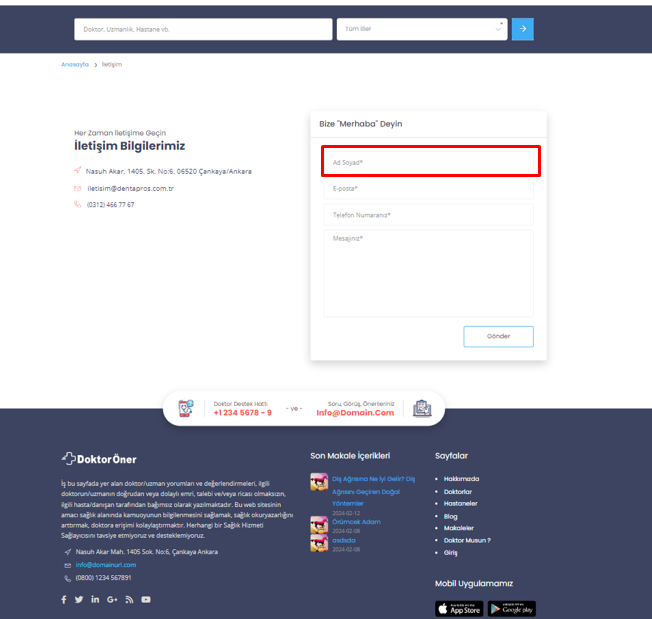 Doktor, Uzmanlık, Hastane vb.
Tüm İller
Anasayfa > İletişim
Her Zaman İletişime Geçin
İletişim Bilgilerimiz
Nasuh Akar, 1405. Sk. No:6, 06520 Çankaya/Ankara
iletisim@dentapros.com.tr
(0312) 466 77 67
Bize "Merhaba" Deyin
Ad Soyad*
E-posta*
Telefon Numaranız*
Mesajınız*
Gönder
Doktor Destek Hattı:
+1 234 5678 - 9
- ve -
Soru, Görüş, Önerileriniz
Info@Domain.Com
DoktorÖner
İş bu sayfada yer alan doktor/uzman yorumları ve değerlendirmeleri, ilgili
doktorun/uzmanın doğrudan veya dolaylı emri, talebi ve/veya ricası olmaksızın,
ilgili hasta/danışan tarafından bağımsız olarak yazılmaktadır. Bu web sitesinin
amacı sağlık alanında kamuoyunun bilgilenmesini sağlamak, sağlık okuryazarlığını
arttırmak, doktora erişimi kolaylaştırmaktır. Herhangi bir Sağlık Hizmeti
Sağlayıcısını tavsiye etmiyoruz ve desteklemiyoruz.
Nasuh Akar Mah. 1405 Sok. No:6, Çankaya Ankara
info@domainurl.com
(0800) 1234 567891
Son Makale İçerikleri
Diş Ağrısına Ne İyi Gelir? Diş
Ağrısını Geçiren Doğal
Yöntemler
2024-02-12
Örümcek Adam
2024-02-08
asdsda
2024-02-08
Sayfalar
Hakkımızda
Doktorlar
Hastaneler
Blog
Makaleler
Doktor Musun ?
Giriş
Mobil Uygulamamız
App Store
Google play